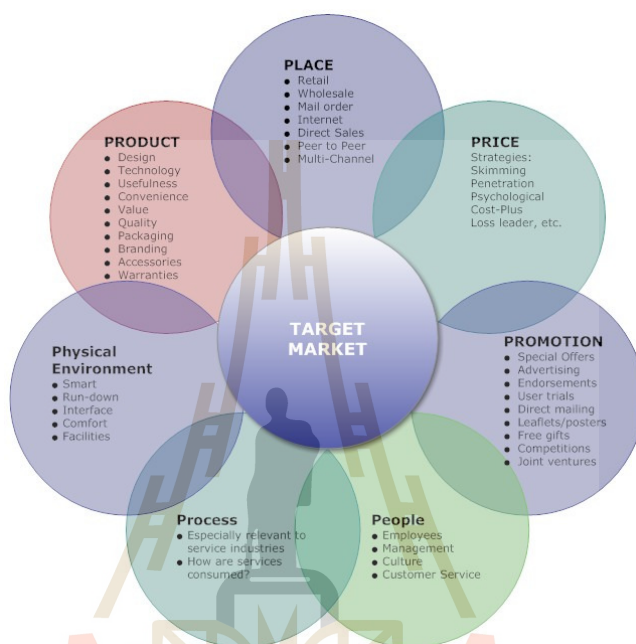 PLACE
• Retail
• Wholesale
• Mail order
• Internet
• Direct Sales
• Peer to Peer
• Multi-Channel
PRODUCT
• Design
• Technology
• Usefulness
• Convenience
• Value
• Quality
• Packaging
• Branding
• Accessories
• Warranties
PRICE
Strategies:
Skimming
Penetration
Psychological
Cost-Plus
Loss leader, etc.
TARGET
MARKET
Physical
Environment
• Smart
• Run-down
• Interface
• Comfort
• Facilities
PROMOTION
• Special Offers
• Advertising
• Endorsements
• User trials
• Direct mailing
• Leaflets/posters
• Free gifts
• Competitions
• Joint ventures
Process
• Especially relevant to
service industries
• How are services
consumed?
People
• Employees
• Management
• Culture
• Customer Service